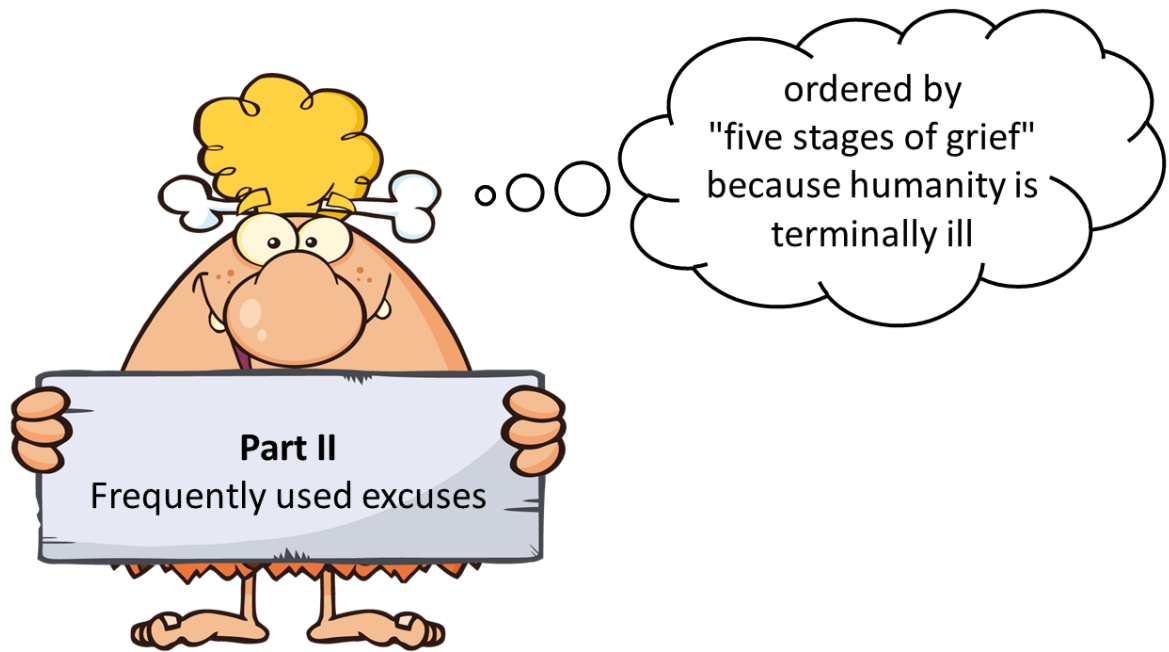 ordered by
"five stages of grief"
because humanity is
terminally ill
Part II
Frequently used excuses